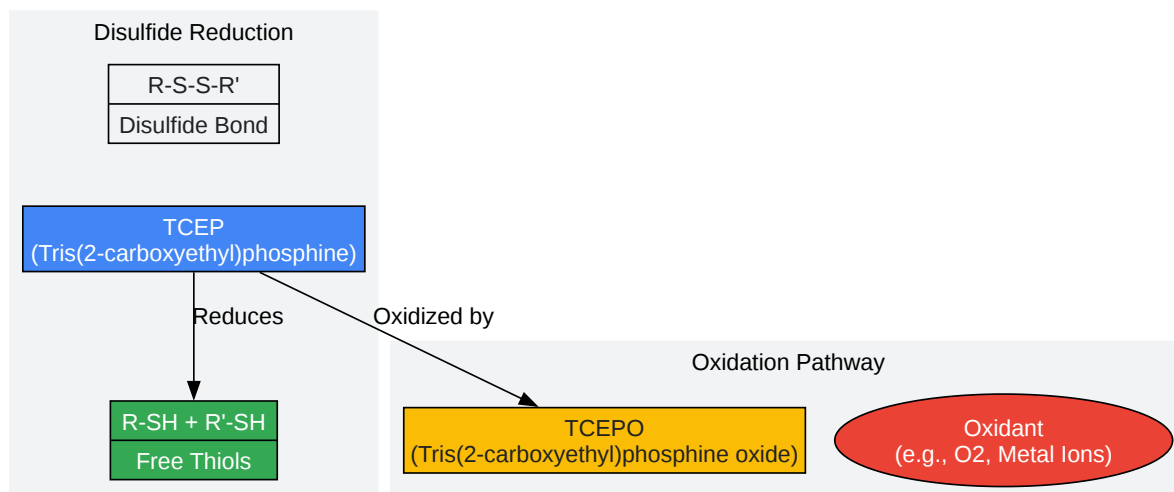 Disulfide Reduction
R-S-S-R'
Disulfide Bond
TCEP
(Tris(2-carboxyethyl)phosphine)
Reduces
Oxidized by
R-SH + R'-SH
Free Thiols
Oxidation Pathway
TCEPO
(Tris(2-carboxyethyl)phosphine oxide)
Oxidant
(e.g., O2, Metal Ions)